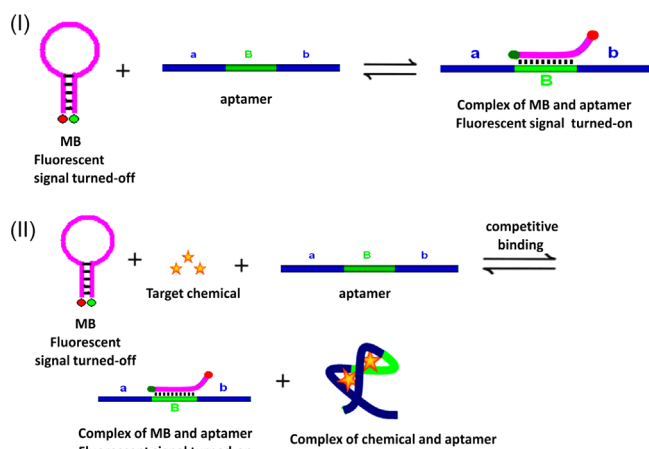 (I)
a B b
+
aptamer
MB
Fluorescent
signal turned-off
a b
B
Complex of MB and aptamer
Fluorescent signal turned-on
(II)
+
Target chemical
+
a B b
aptamer
competitive
binding
MB
Fluorescent
signal turned-off
a b
B
+
Complex of MB and aptamer
Complex of chemical and aptamer